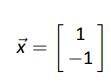 x⃗ = [ 1
-1 ]